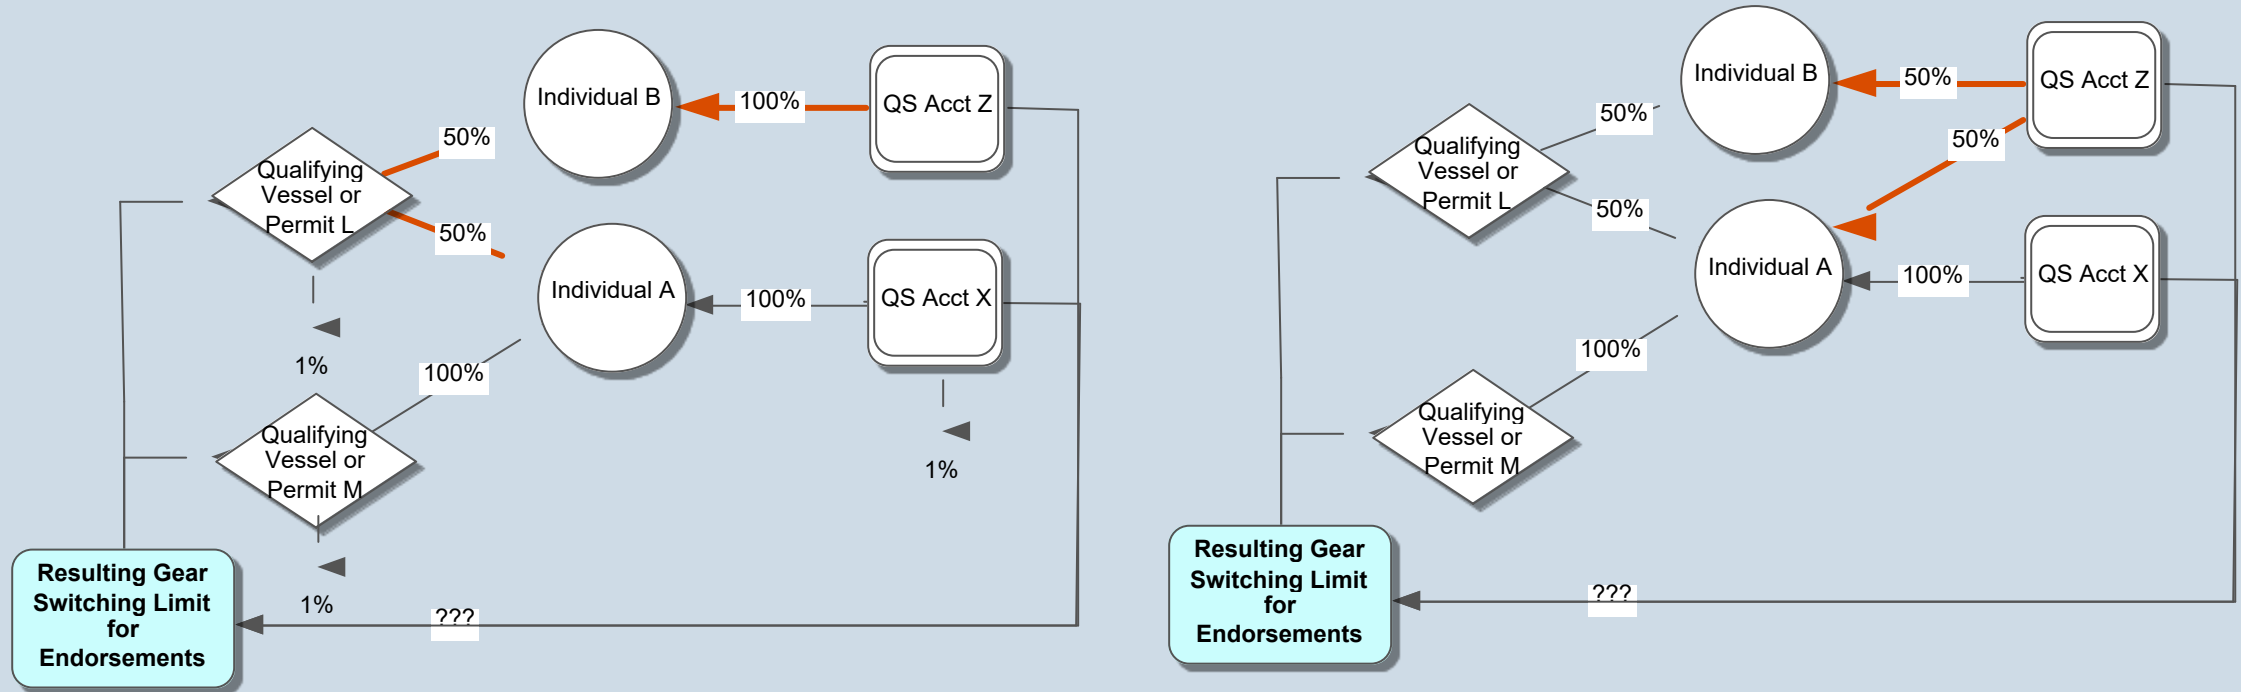 Individual B
100%
QS Acct Z
50%
Qualifying
Vessel or
Permit L
50%
Individual A
100%
QS Acct X
1%
100%
Qualifying
Vessel or
Permit M
1%
1%
Resulting Gear
Switching Limit
for
Endorsements
???
Individual B
50%
QS Acct Z
50%
50%
Qualifying
Vessel or
Permit L
50%
Individual A
100%
QS Acct X
100%
Qualifying
Vessel or
Permit M
Resulting Gear
Switching Limit
for
Endorsements
???